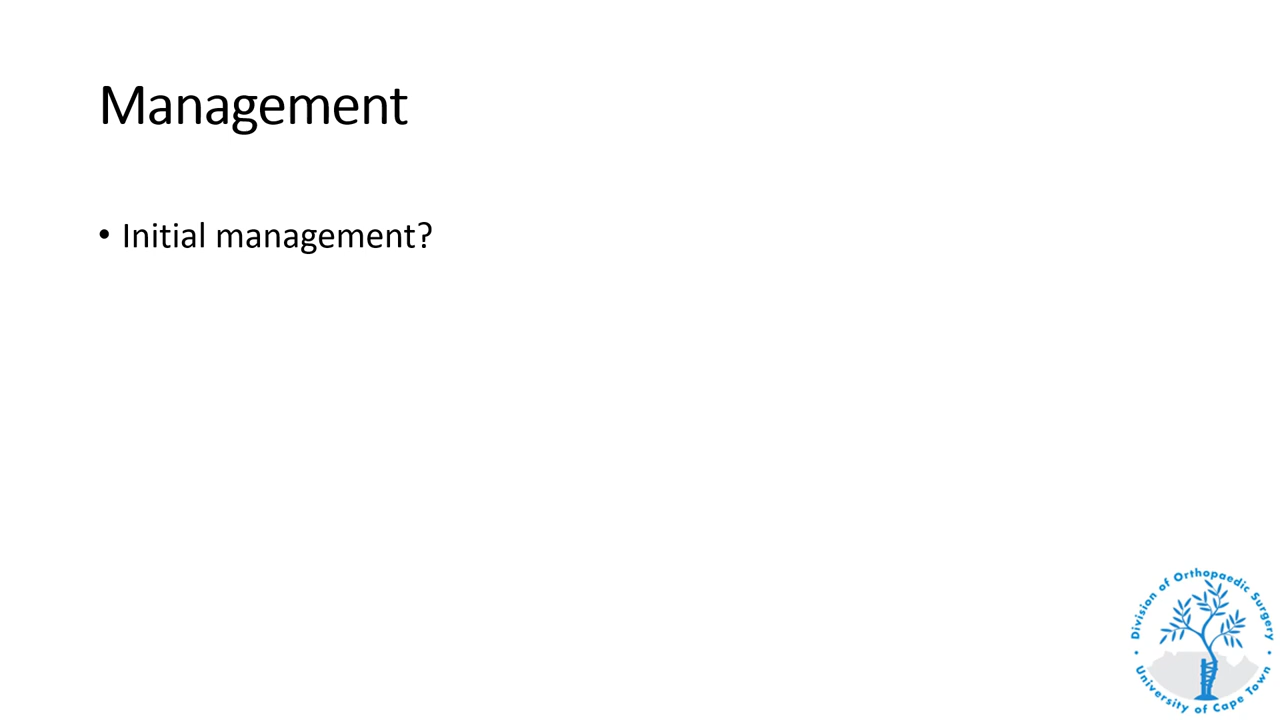 Management
• Initial management?
Division of Orthopaedic Surgery
• University of Cape Town •